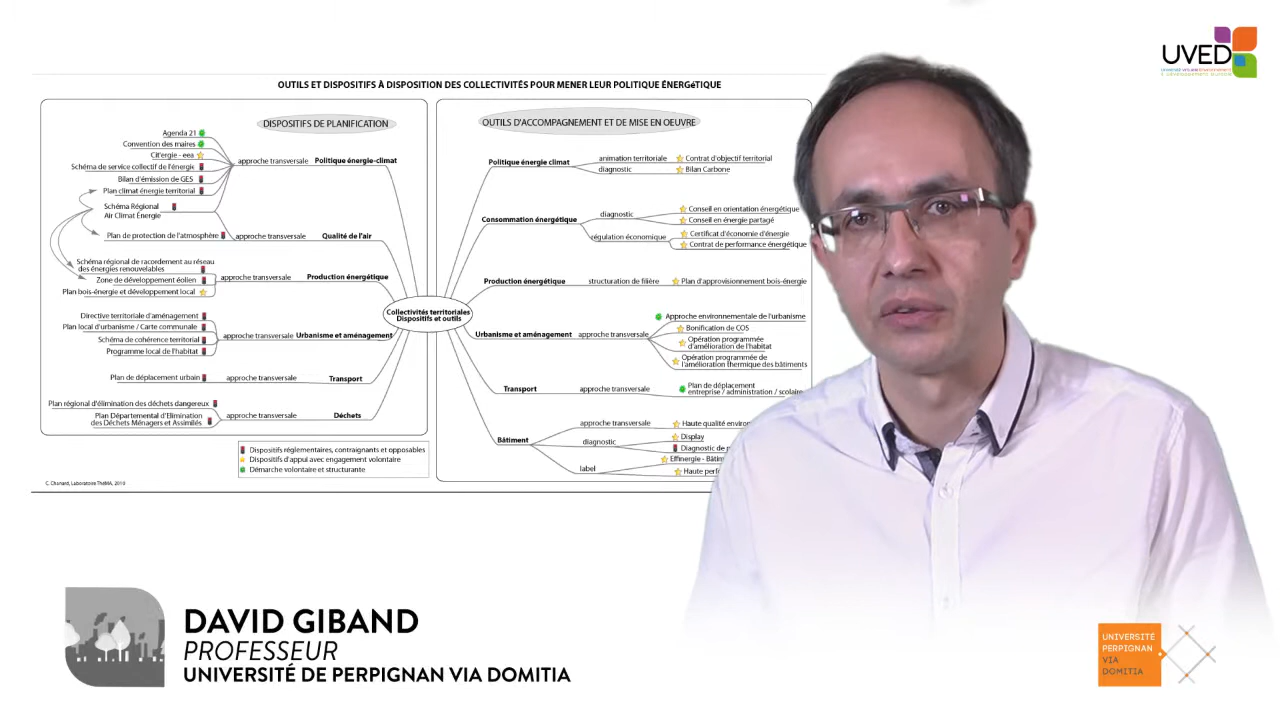 UVED
OUTILS ET DISPOSITIFS À DISPOSITION DES COLLECTIVITÉS POUR MENER LEUR POLITIQUE ÉNERGéTIQUE
DISPOSITIFS DE PLANIFICATION
Agenda 21
Convention des maires
Cit'ergie - eea
Schéma de service collectif de l'énergie
Bilan d'émission de GES
Plan climat énergie territorial
Schéma Régional
Air Climat Énergie
approche transversale
Politique énergie-climat
Plan de protection de l'atmosphère
approche transversale
Qualité de l'air
Schéma régional de racordement au réseau
des énergies renouvelables
Zone de développement éolien
Plan bois-énergie et développement local
approche transversale
Production énergétique
Directive territoriale d'aménagement
Plan local d'urbanisme / Carte communale
Schéma de cohérence territorial
Programme local de l'habitat
approche transversale
Urbanisme et aménagement
Plan de déplacement urbain
approche transversale
Transport
Plan régional d'élimination des déchets dangereux
Plan Départemental d'Elimination
des Déchets Ménagers et Assimilés
approche transversale
Déchets
Collectivités territoriales
Dispositifs et outils
OUTILS D'ACCOMPAGNEMENT ET DE MISE EN OEUVRE
Politique énergie climat
animation territoriale
Contrat d'objectif territorial
diagnostic
Bilan Carbone
Consommation énergétique
diagnostic
Conseil en orientation énergétique
Conseil en énergie partagé
régulation économique
Certificat d'économie d'énergie
Contrat de performance énergétique
Production énergétique
structuration de filière
Plan d'approvisionnement bois-énergie
Urbanisme et aménagement
approche transversale
Approche environnementale de l'urbanisme
Bonification de COS
Opération programmée
d'amélioration de l'habitat
Opération programmée de
l'amélioration thermique des bâtiments
Transport
approche transversale
Plan de déplacement
entreprise / administration / scolaire
Bâtiment
approche transversale
Haute qualité environ
diagnostic
Display
Diagnostic de p
label
Effinergie - Bâtim
Haute perf
Dispositifs réglementaires, contraignants et opposables
Dispositifs d'appui avec engagement volontaire
Démarche volontaire et structurante
C. Chanard, Laboratoire ThéMA, 2010
DAVID GIBAND
PROFESSEUR
UNIVERSITÉ DE PERPIGNAN VIA DOMITIA
UNIVERSITÉ
PERPIGNAN
VIA
DOMITIA